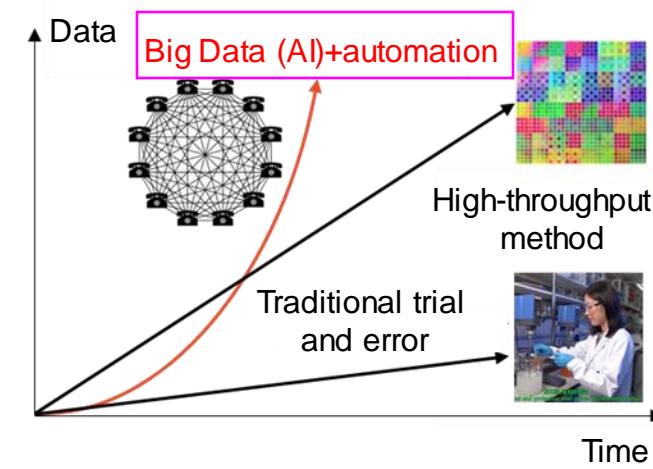 Data
Big Data (AI)+automation
High-throughput
method
Traditional trial
and error
Time